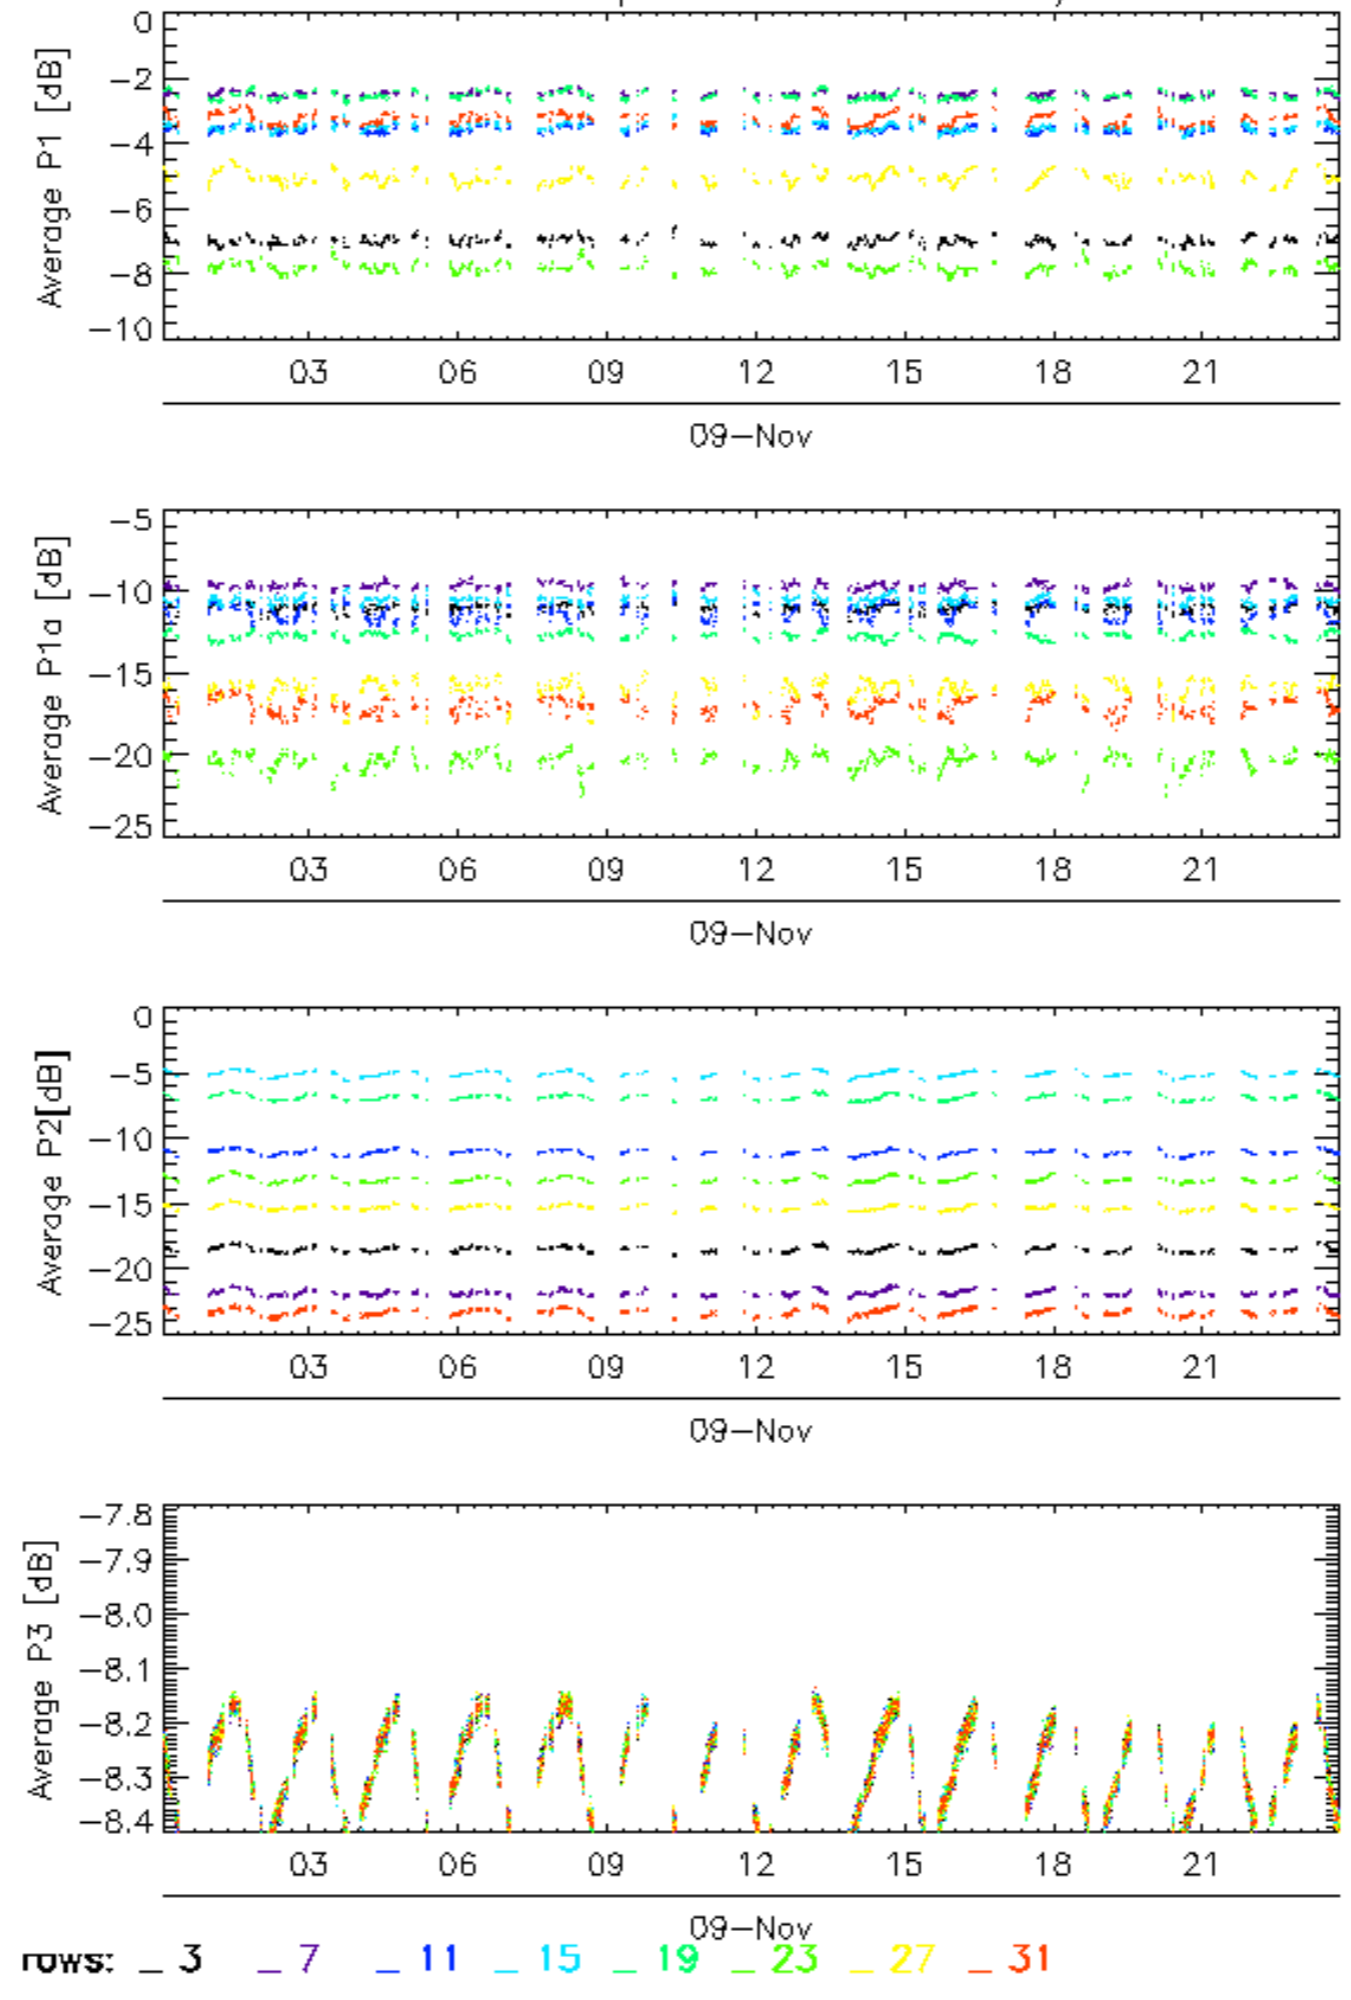 0
−2
−4
−6
−8
−10
Average P1 [dB]
03 06 09 12 15 18 21
09−Nov
−5
−10
−15
−20
−25
Average P1a [dB]
03 06 09 12 15 18 21
09−Nov
0
−5
−10
−15
−20
−25
Average P2[dB]
03 06 09 12 15 18 21
09−Nov
−7.8
−7.9
−8.0
−8.1
−8.2
−8.3
−8.4
Average P3 [dB]
03 06 09 12 15 18 21
09−Nov
rows: _ 3 _ 7 _ 11 _ 15 _ 19 _ 23 _ 27 _ 31